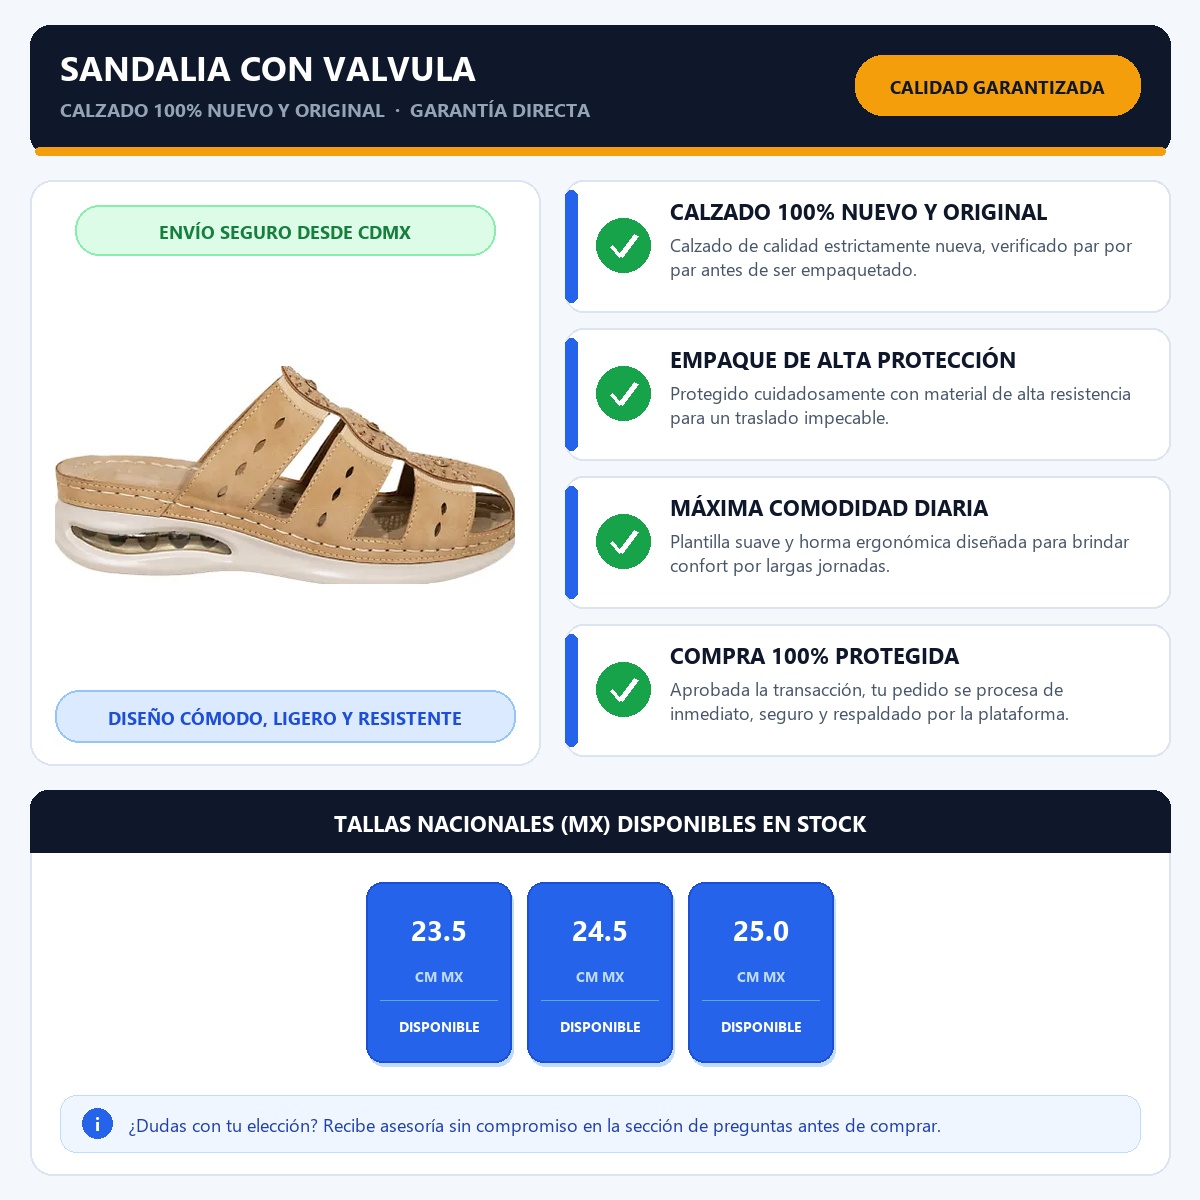 SANDALIA CON VALVULA
CALZADO 100% NUEVO Y ORIGINAL · GARANTÍA DIRECTA
CALIDAD GARANTIZADA
ENVÍO SEGURO DESDE CDMX
DISEÑO CÓMODO, LIGERO Y RESISTENTE
CALZADO 100% NUEVO Y ORIGINAL
Calzado de calidad estrictamente nueva, verificado par por
par antes de ser empaquetado.
EMPAQUE DE ALTA PROTECCIÓN
Protegido cuidadosamente con material de alta resistencia
para un traslado impecable.
MÁXIMA COMODIDAD DIARIA
Plantilla suave y horma ergonómica diseñada para brindar
confort por largas jornadas.
COMPRA 100% PROTEGIDA
Aprobada la transacción, tu pedido se procesa de
inmediato, seguro y respaldado por la plataforma.
TALLAS NACIONALES (MX) DISPONIBLES EN STOCK
23.5
CM MX
DISPONIBLE
24.5
CM MX
DISPONIBLE
25.0
CM MX
DISPONIBLE
¿Dudas con tu elección? Recibe asesoría sin compromiso en la sección de preguntas antes de comprar.